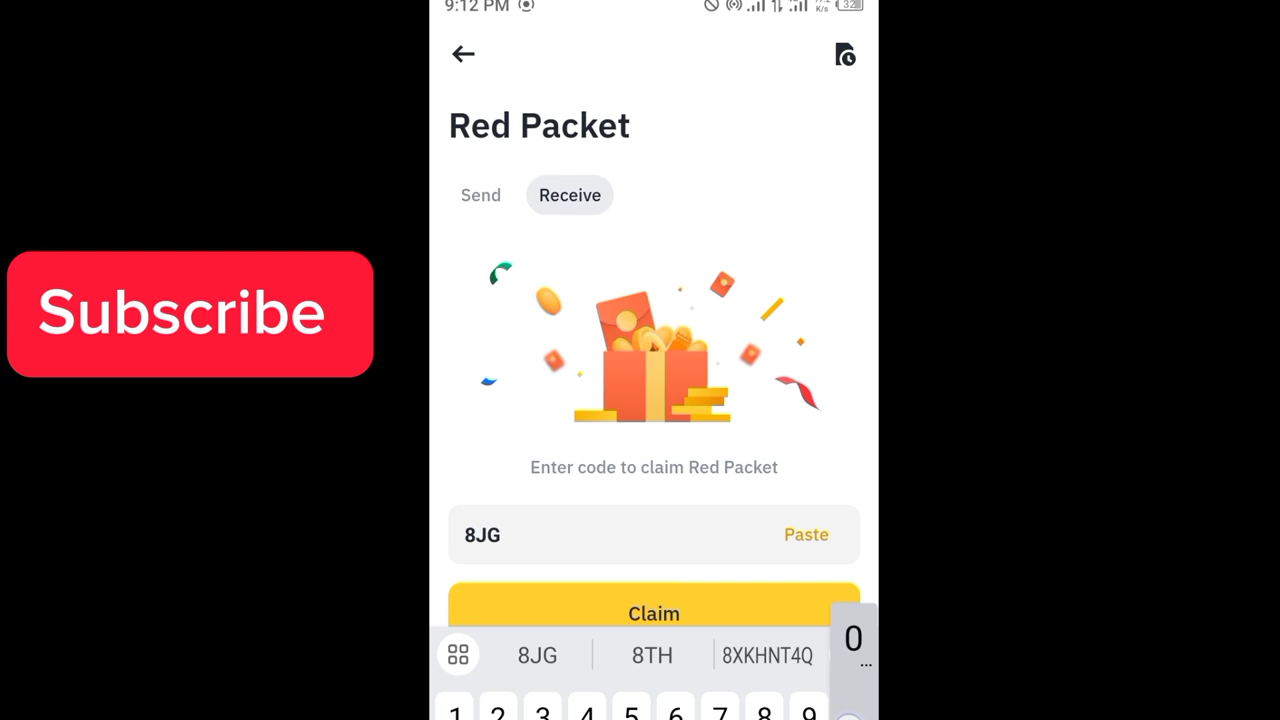 9:12 PM
K/s 32
Red Packet
Send Receive
Subscribe
Enter code to claim Red Packet
8JG Paste
Claim
8JG 8TH 8XKHNT4Q 0 ...
1 2 3 4 5 6 7 8 9